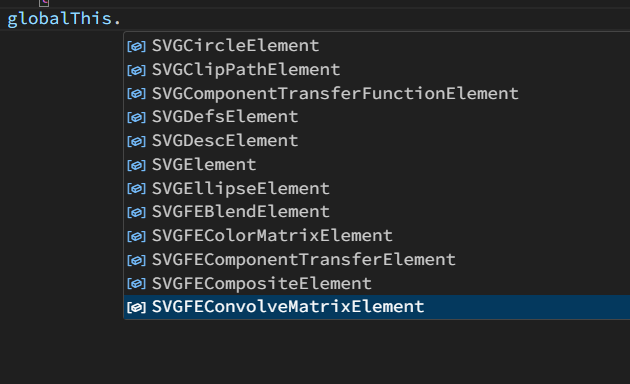 globalThis.
SVGCircleElement
SVGClipPathElement
SVGComponentTransferFunctionElement
SVGDefsElement
SVGDescElement
SVGElement
SVGEllipseElement
SVGFEBlendElement
SVGFEColorMatrixElement
SVGFEComponentTransferElement
SVGFECompositeElement
SVGFEConvolveMatrixElement